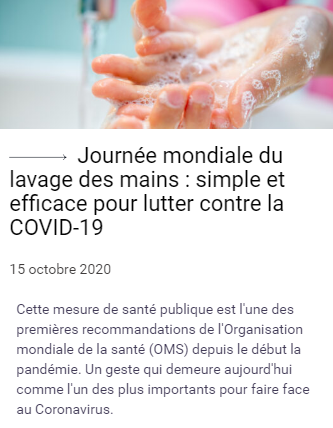 Journée mondiale du
lavage des mains : simple et
efficace pour lutter contre la
COVID-19
15 octobre 2020
Cette mesure de santé publique est l'une des
premières recommandations de l'Organisation
mondiale de la santé (OMS) depuis le début la
pandémie. Un geste qui demeure aujourd'hui
comme l'un des plus importants pour faire face
au Coronavirus.